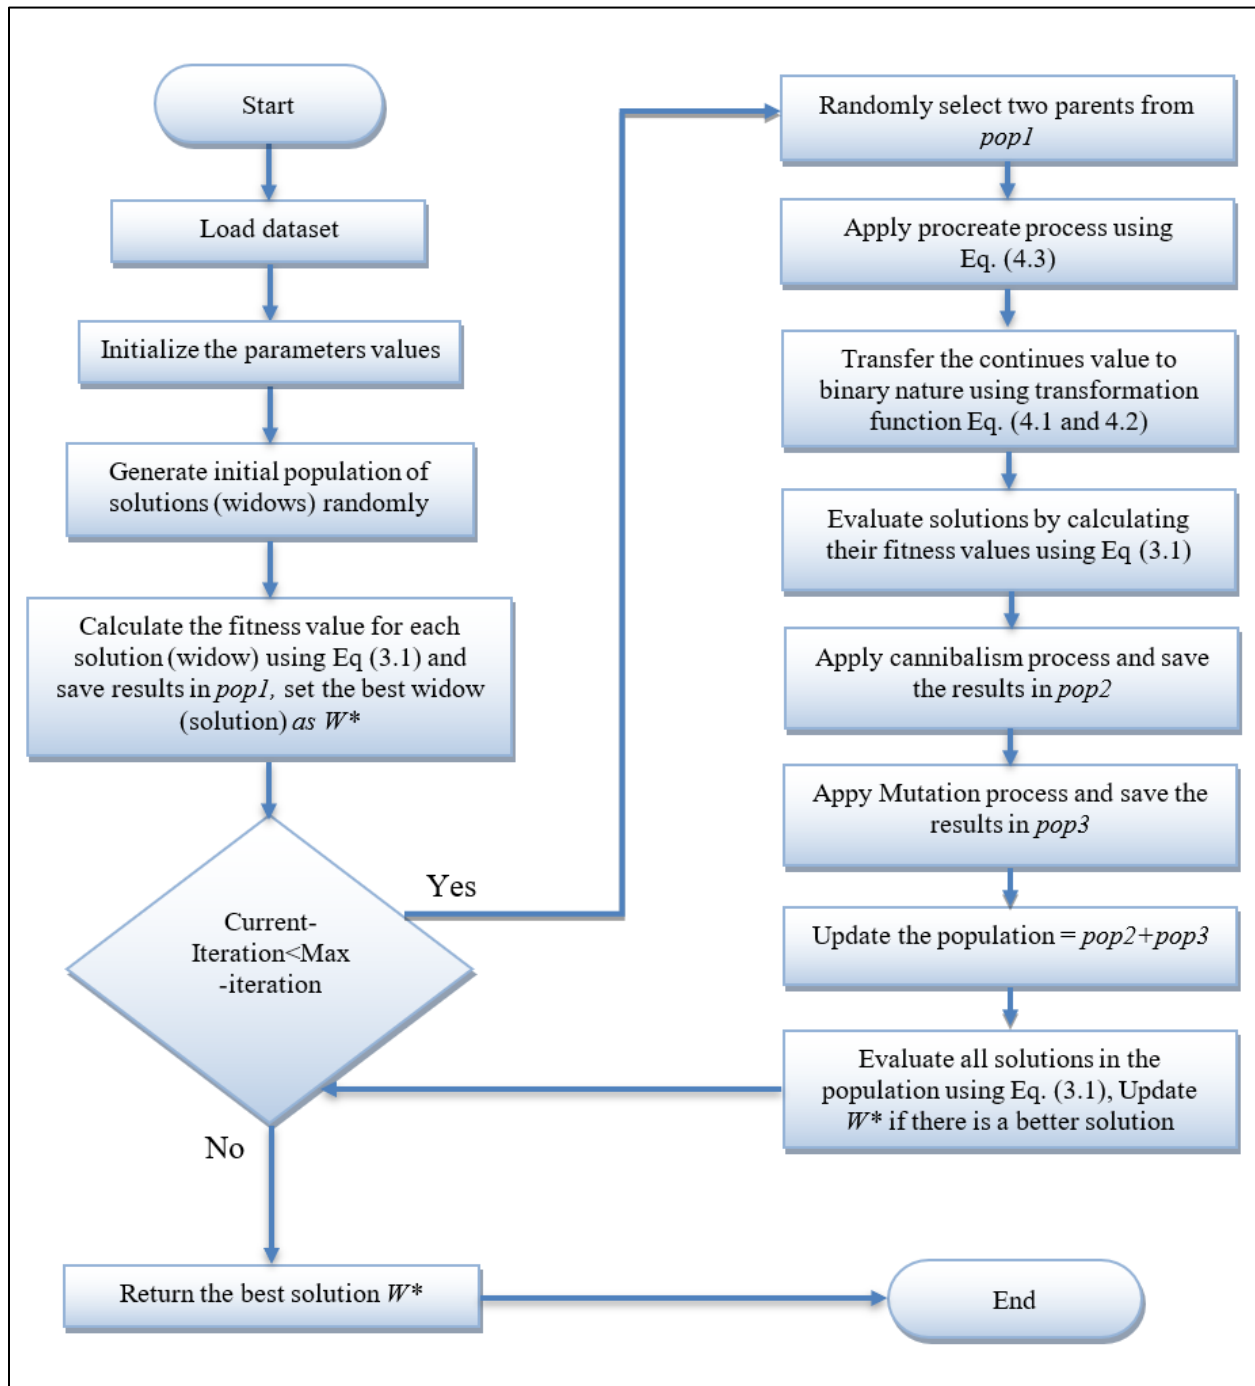 Start
Load dataset
Initialize the parameters values
Generate initial population of
solutions (widows) randomly
Calculate the fitness value for each
solution (widow) using Eq (3.1) and
save results in pop1, set the best widow
(solution) as W*
Current-
Iteration<Max
-iteration
Yes
No
Return the best solution W*
Randomly select two parents from
pop1
Apply procreate process using
Eq. (4.3)
Transfer the continues value to
binary nature using transformation
function Eq. (4.1 and 4.2)
Evaluate solutions by calculating
their fitness values using Eq (3.1)
Apply cannibalism process and save
the results in pop2
Appy Mutation process and save the
results in pop3
Update the population = pop2+pop3
Evaluate all solutions in the
population using Eq. (3.1), Update
W* if there is a better solution
End